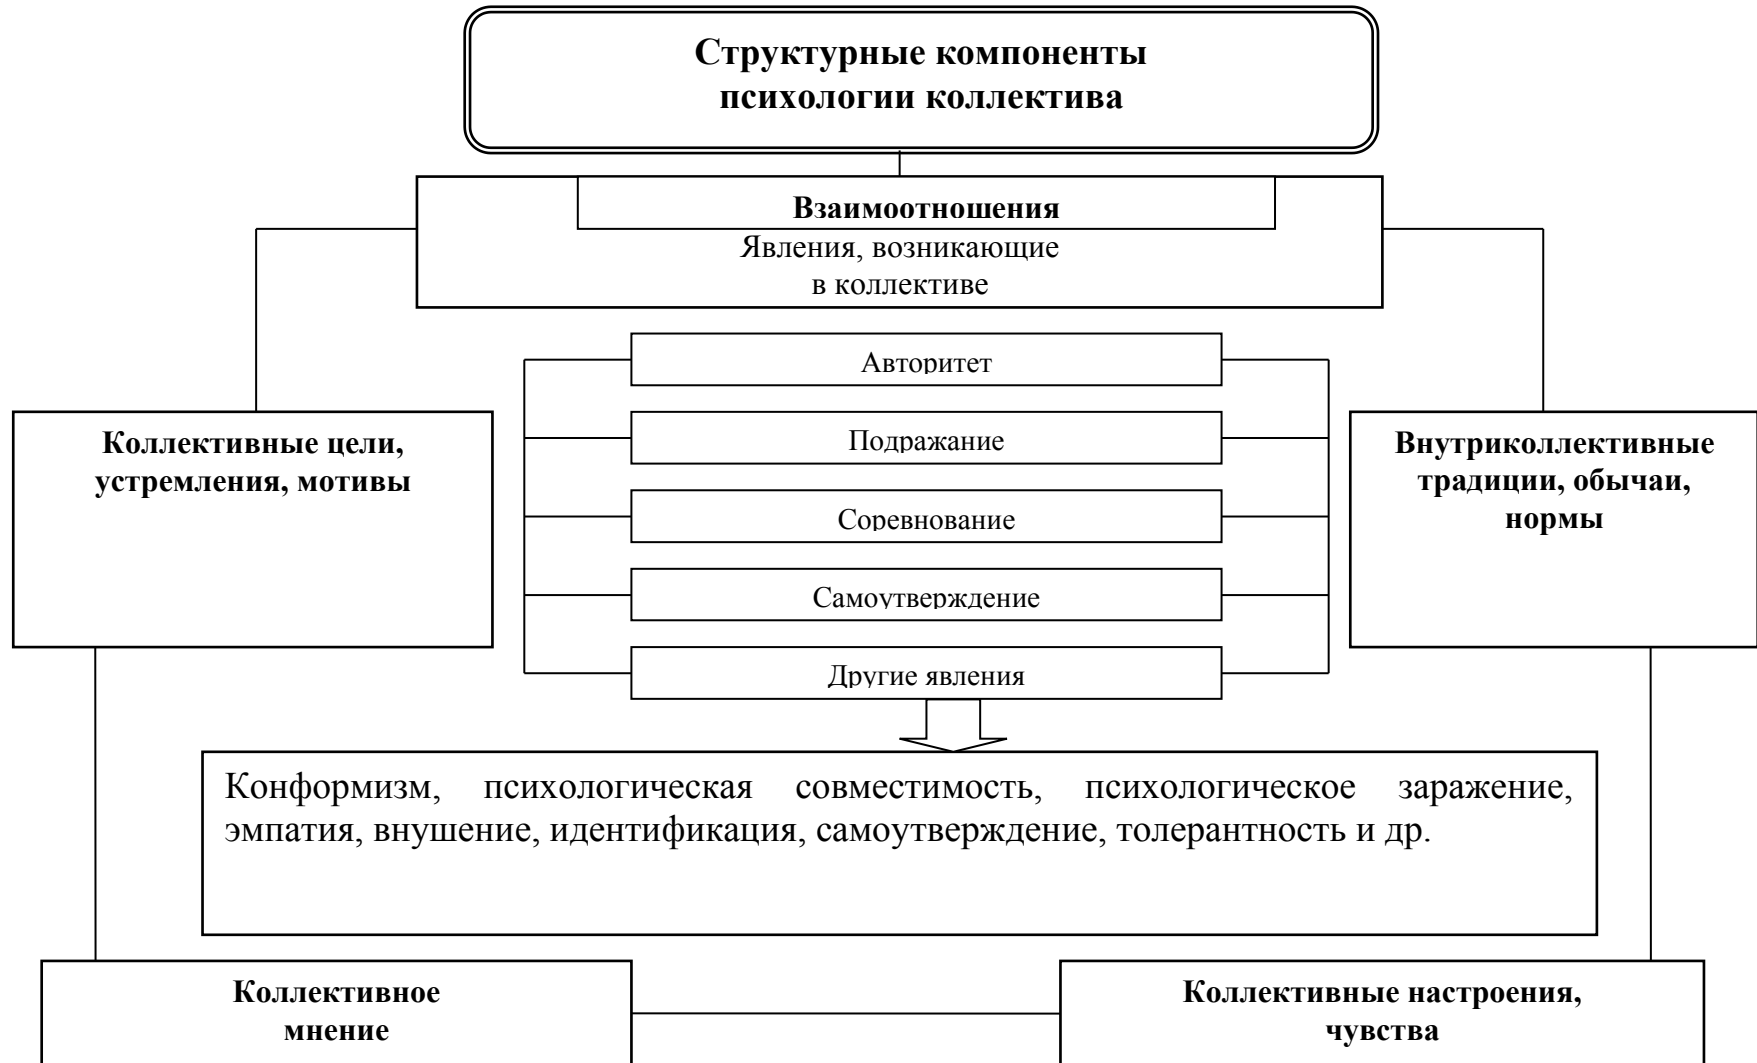 Структурные компоненты
психологии коллектива
Взаимоотношения
Явления, возникающие
в коллективе
Авторитет
Коллективные цели,
устремления, мотивы
Подражание
Соревнование
Самоутверждение
Другие явления
Внутриколлективные
традиции, обычаи,
нормы
Конформизм, психологическая совместимость, психологическое заражение,
эмпатия, внушение, идентификация, самоутверждение, толерантность и др.
Коллективное
мнение
Коллективные настроения,
чувства